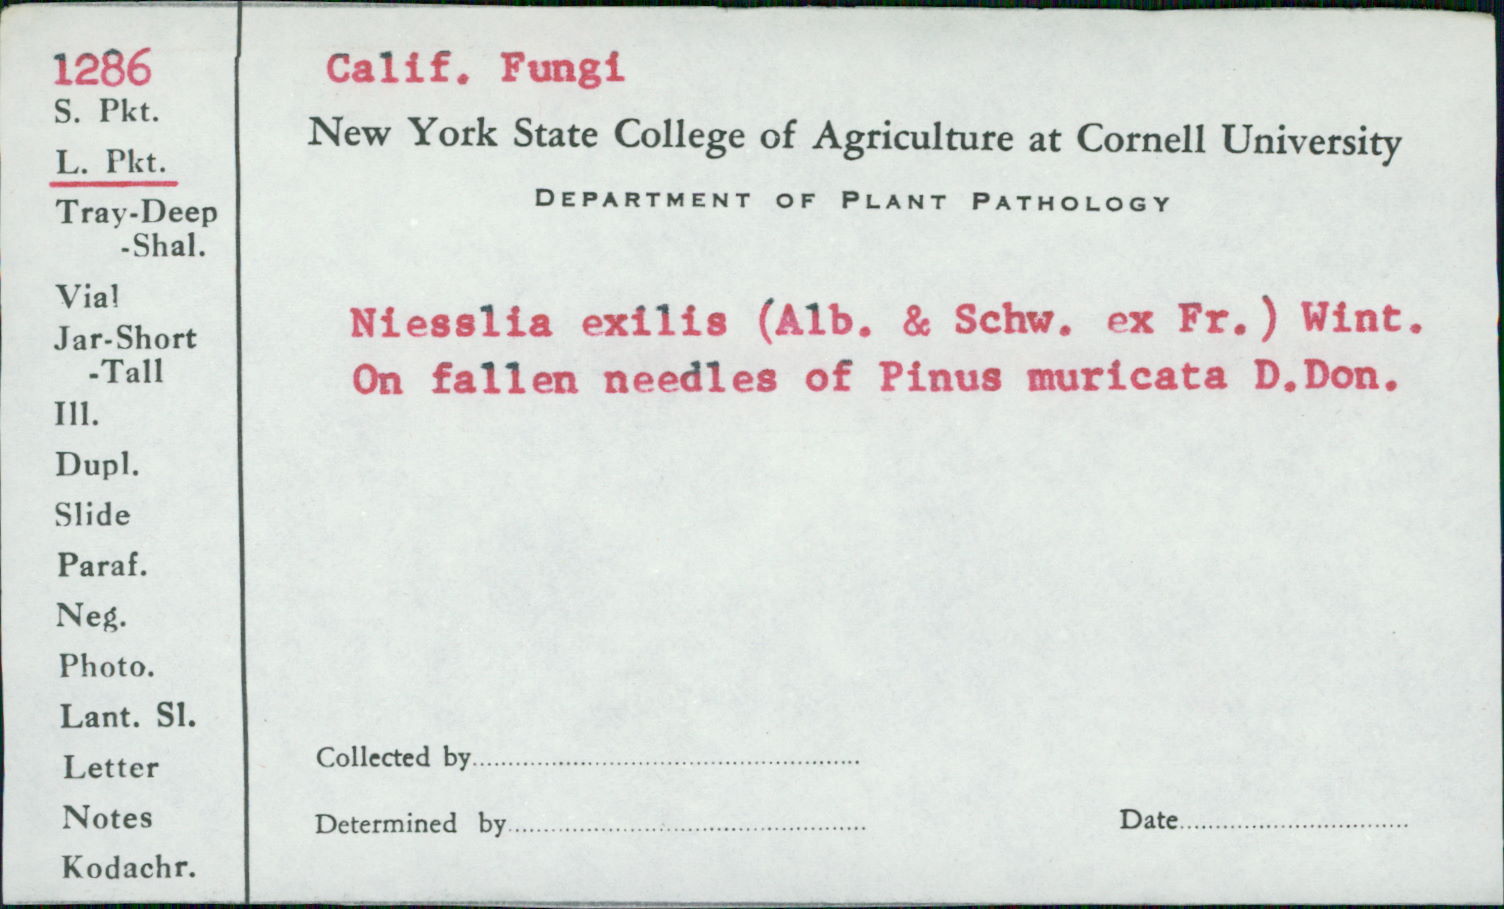 1286
S. Pkt.
L. Pkt.
Tray-Deep
-Shal.
Vial
Jar-Short
-Tall
Ill.
Dupl.
Slide
Paraf.
Neg.
Photo.
Lant. Sl.
Letter
Notes
Kodachr.
Calif. Fungi
New York State College of Agriculture at Cornell University
DEPARTMENT OF PLANT PATHOLOGY
Niesslia exilis (Alb. & Schw. ex Fr.) Wint.
On fallen needles of Pinus muricata D.Don.
Collected by
Determined by
Date